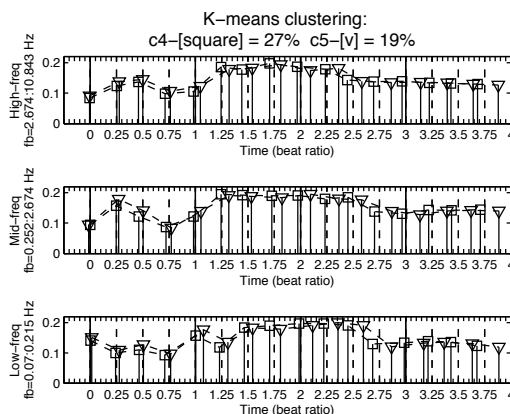 K−means clustering:
c4−[square] = 27%  c5−[v] = 19%
High−freq
fb=2.674:10.843 Hz
0.2
0.1
0
0 0.25 0.5 0.75 1 1.25 1.5 1.75 2 2.25 2.5 2.75 3 3.25 3.5 3.75 4
Time (beat ratio)
Mid−freq
fb=0.252:2.674 Hz
0.2
0.1
0
0 0.25 0.5 0.75 1 1.25 1.5 1.75 2 2.25 2.5 2.75 3 3.25 3.5 3.75 4
Time (beat ratio)
Low−freq
fb=0.07:0.215 Hz
0.2
0.1
0
0 0.25 0.5 0.75 1 1.25 1.5 1.75 2 2.25 2.5 2.75 3 3.25 3.5 3.75 4
Time (beat ratio)